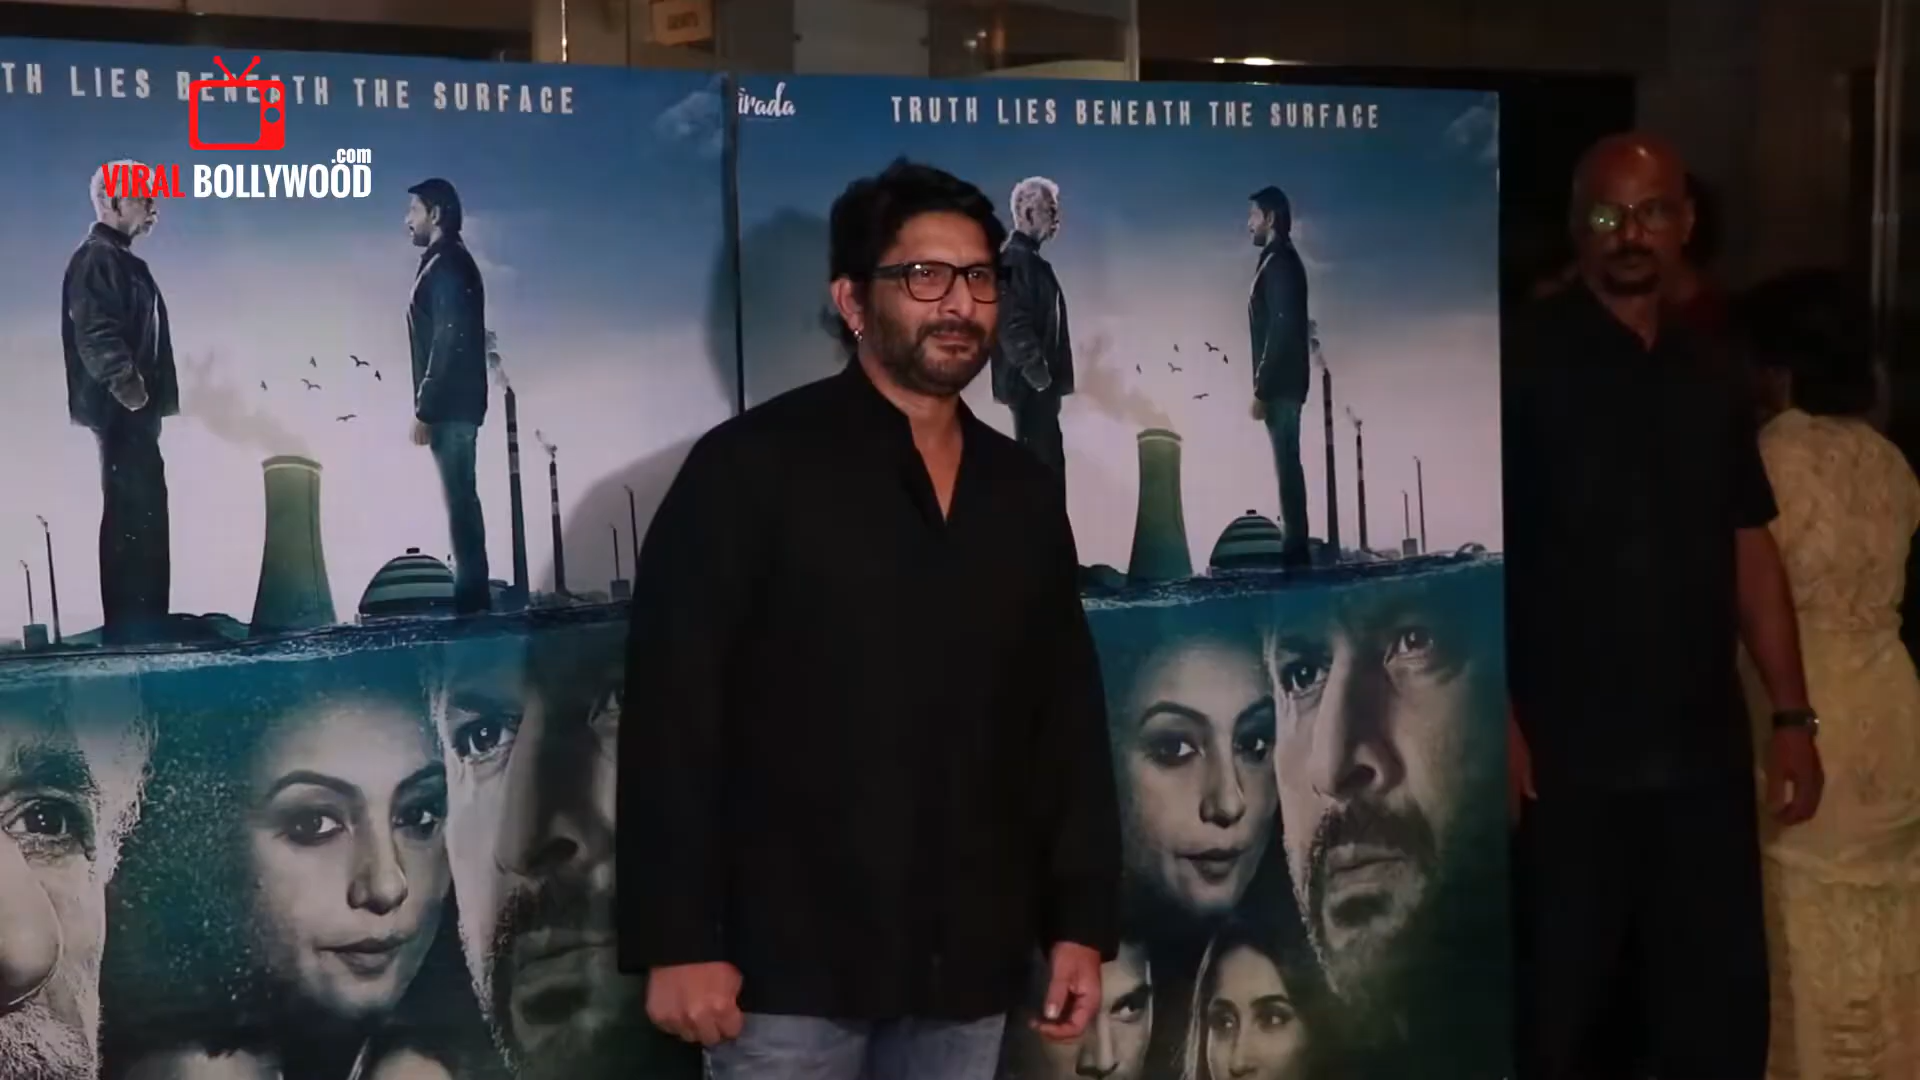 TH LIES BENEATH THE SURFACE
irada
TRUTH LIES BENEATH THE SURFACE
VIRAL BOLLYWOOD
.com